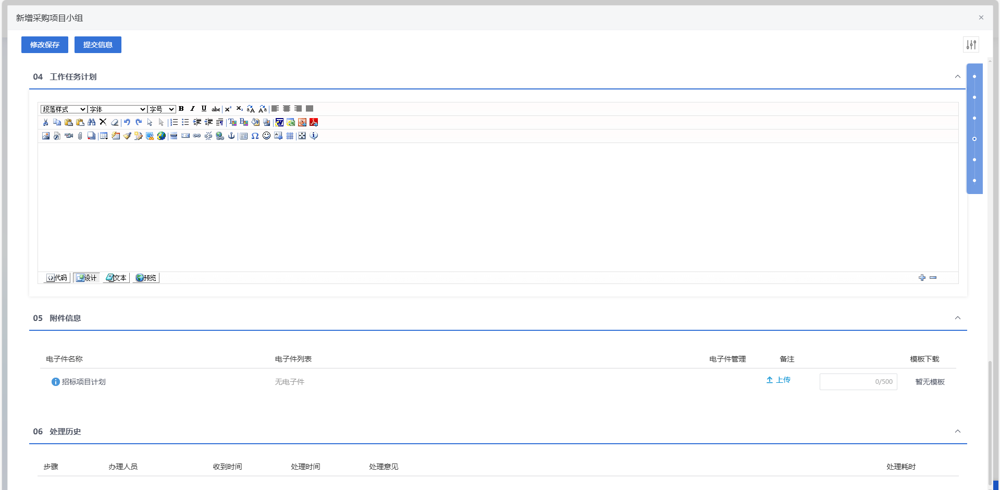 新增采购项目小组
修改保存 提交信息
04 工作任务计划
段落样式 字体 字号
代码 设计 文本 预览
05 附件信息
电子件名称 电子件列表 电子件管理 备注 模板下载
招标项目计划 无电子件 上传 0/500 暂无模板
06 处理历史
步骤 办理人员 收到时间 处理时间 处理意见 处理耗时